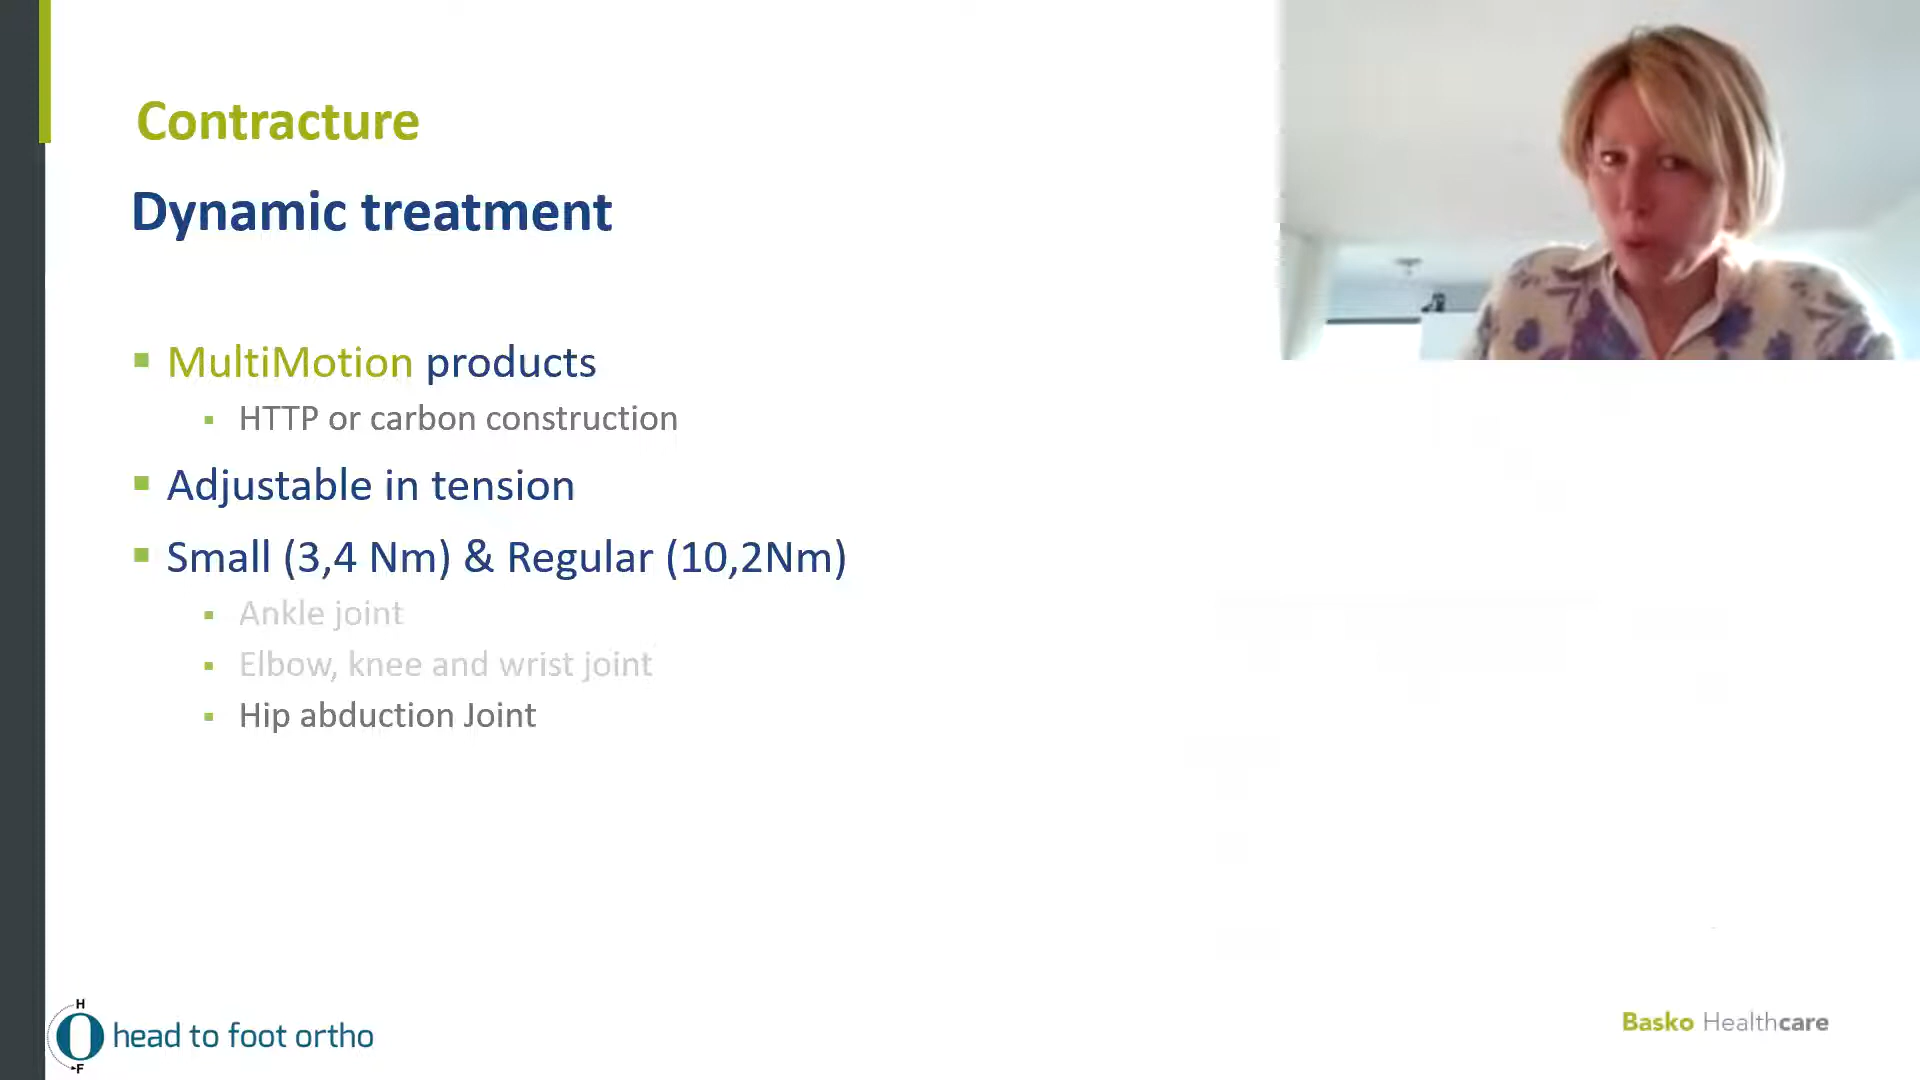 Contracture
Dynamic treatment
MultiMotion products
HTTP or carbon construction
Adjustable in tension
Small (3,4 Nm) & Regular (10,2Nm)
Ankle joint
Elbow, knee and wrist joint
Hip abduction Joint
H
head to foot ortho
F
Basko Healthcare